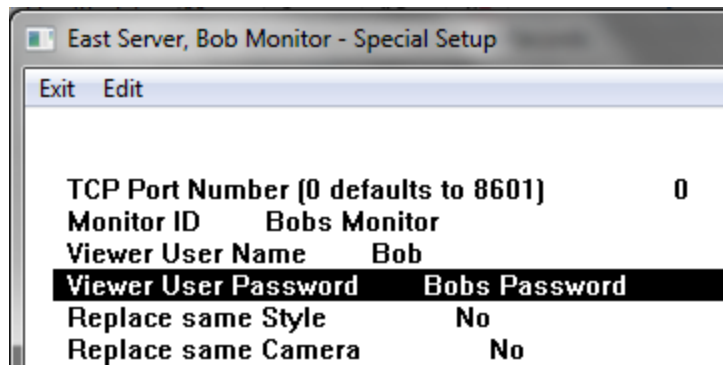 East Server, Bob Monitor - Special Setup
Exit Edit
TCP Port Number (0 defaults to 8601) 0
Monitor ID Bobs Monitor
Viewer User Name Bob
Viewer User Password Bobs Password
Replace same Style No
Replace same Camera No